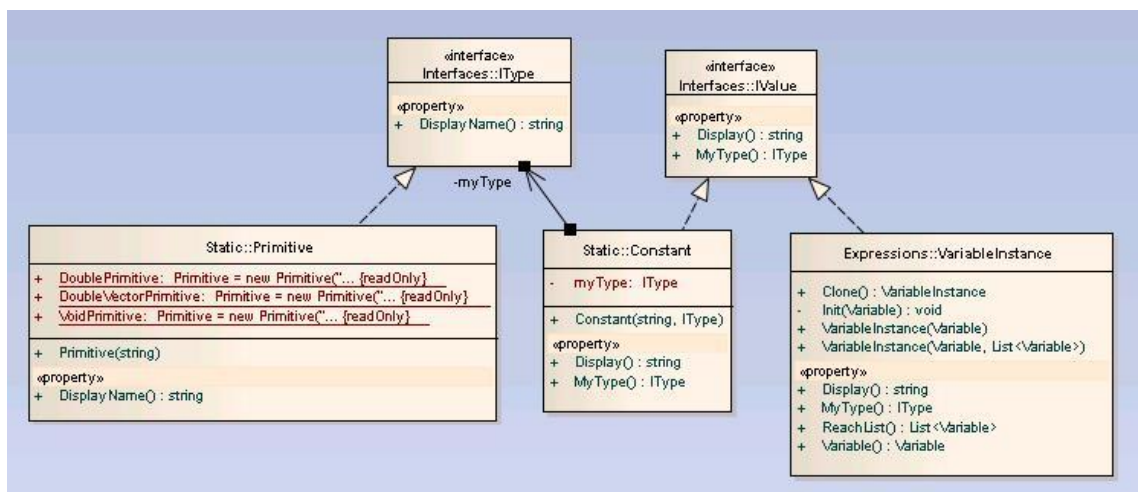 «interface»
Interfaces::IType
«property»
+ DisplayName() : string
«interface»
Interfaces::IValue
«property»
+ Display() : string
+ MyType() : IType
-myType
Static::Primitive
+ DoublePrimitive: Primitive = new Primitive("... {readOnly}
+ DoubleVectorPrimitive: Primitive = new Primitive("... {readOnly}
+ VoidPrimitive: Primitive = new Primitive("... {readOnly}
+ Primitive(string)
«property»
+ DisplayName() : string
Static::Constant
- myType: IType
+ Constant(string, IType)
«property»
+ Display() : string
+ MyType() : IType
Expressions::VariableInstance
+ Clone() : VariableInstance
- Init(Variable) : void
+ VariableInstance(Variable)
+ VariableInstance(Variable, List<Variable>)
«property»
+ Display() : string
+ MyType() : IType
+ ReachList() : List<Variable>
+ Variable() : Variable